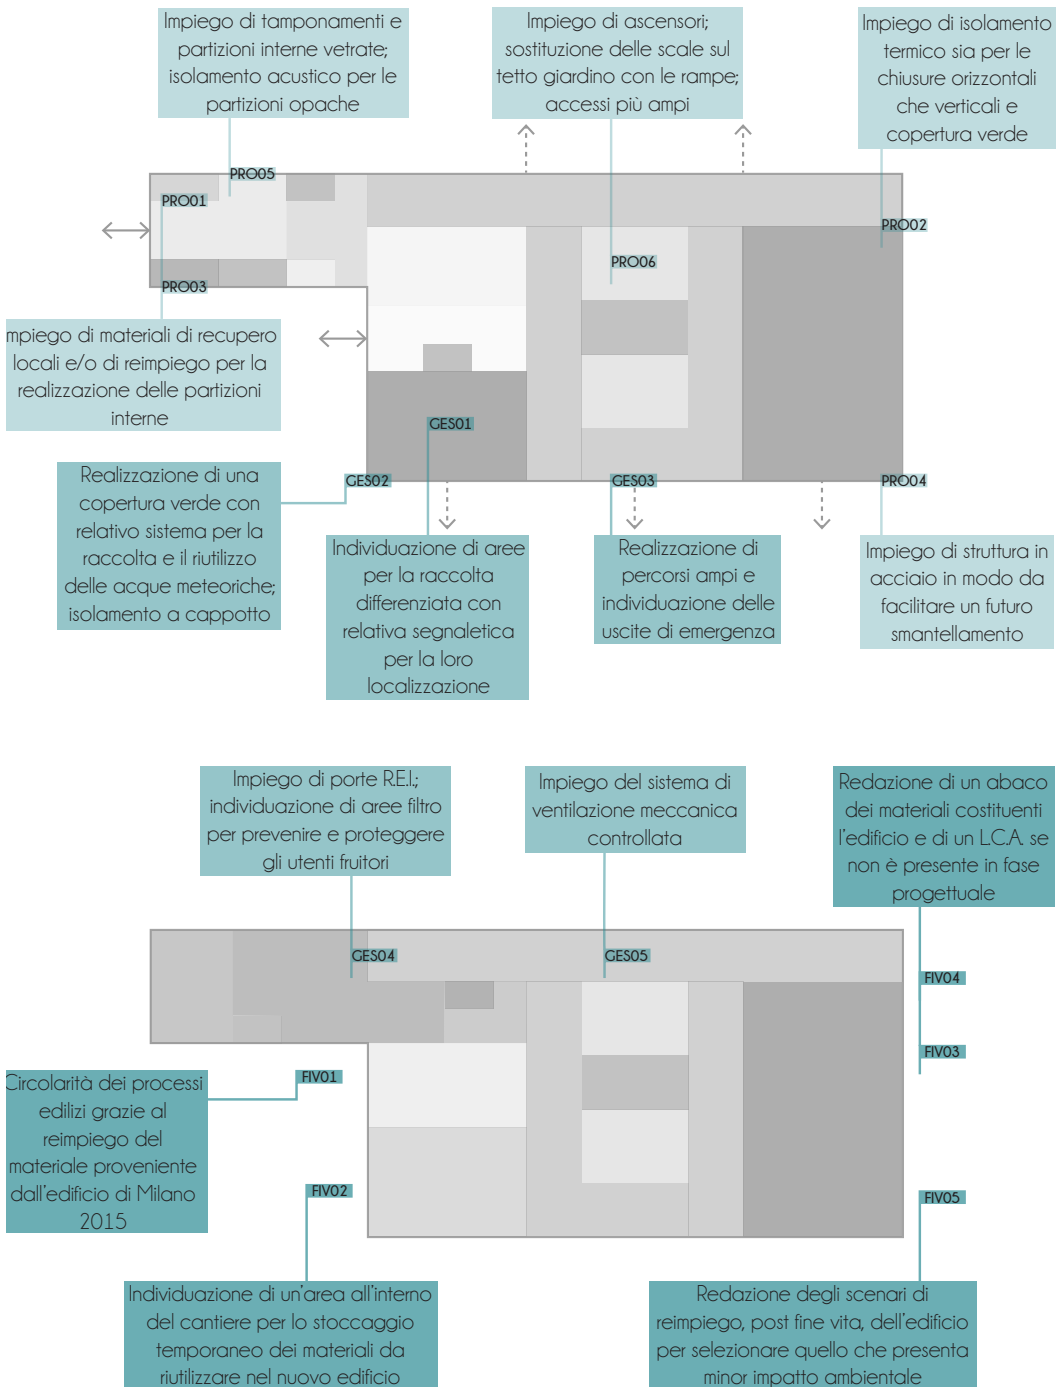 Impiego di tamponamenti e
partizioni interne vetrate;
isolamento acustico per le
partizioni opache
Impiego di ascensori;
sostituzione delle scale sul
tetto giardino con le rampe;
accessi più ampi
Impiego di isolamento
termico sia per le
chiusure orizzontali
che verticali e
copertura verde
PRO05
PRO01
PRO02
PRO06
PRO03
mpiego di materiali di recupero
locali e/o di reimpiego per la
realizzazione delle partizioni
interne
GES01
GES02
GES03
PRO04
Realizzazione di una
copertura verde con
relativo sistema per la
raccolta e il riutilizzo
delle acque meteoriche;
isolamento a cappotto
Individuazione di aree
per la raccolta
differenziata con
relativa segnaletica
per la loro
localizzazione
Realizzazione di
percorsi ampi e
individuazione delle
uscite di emergenza
Impiego di struttura in
acciaio in modo da
facilitare un futuro
smantellamento
Impiego di porte R.E.I.;
individuazione di aree filtro
per prevenire e proteggere
gli utenti fruitori
Impiego del sistema di
ventilazione meccanica
controllata
Redazione di un abaco
dei materiali costituenti
l'edificio e di un L.C.A. se
non è presente in fase
progettuale
GES04
GES05
FIV04
FIV03
FIV01
Circolarità dei processi
edilizi grazie al
reimpiego del
materiale proveniente
dall'edificio di Milano
2015
FIV02
FIV05
Individuazione di un'area all'interno
del cantiere per lo stoccaggio
temporaneo dei materiali da
riutilizzare nel nuovo edificio
Redazione degli scenari di
reimpiego, post fine vita, dell'edificio
per selezionare quello che presenta
minor impatto ambientale